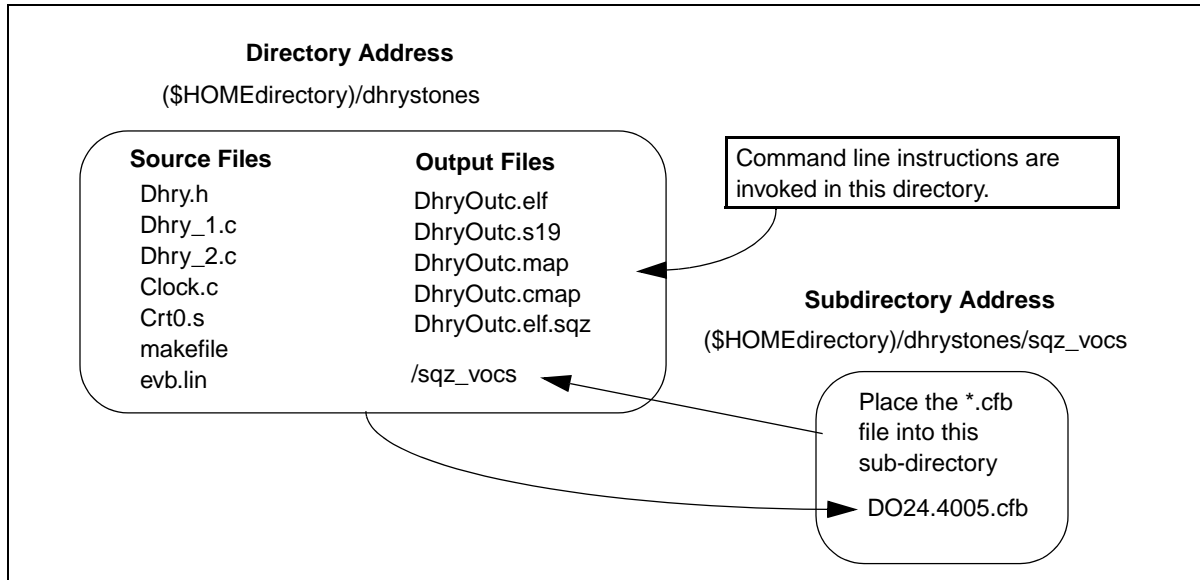 Directory Address
($HOMEdirectory)/dhrystones
Source Files
Dhry.h
Dhry_1.c
Dhry_2.c
Clock.c
Crt0.s
makefile
evb.lin
Output Files
DhryOutc.elf
DhryOutc.s19
DhryOutc.map
DhryOutc.cmap
DhryOutc.elf.sqz
/sqz_vocs
Command line instructions are
invoked in this directory.
Subdirectory Address
($HOMEdirectory)/dhrystones/sqz_vocs
Place the *.cfb
file into this
sub-directory
DO24.4005.cfb